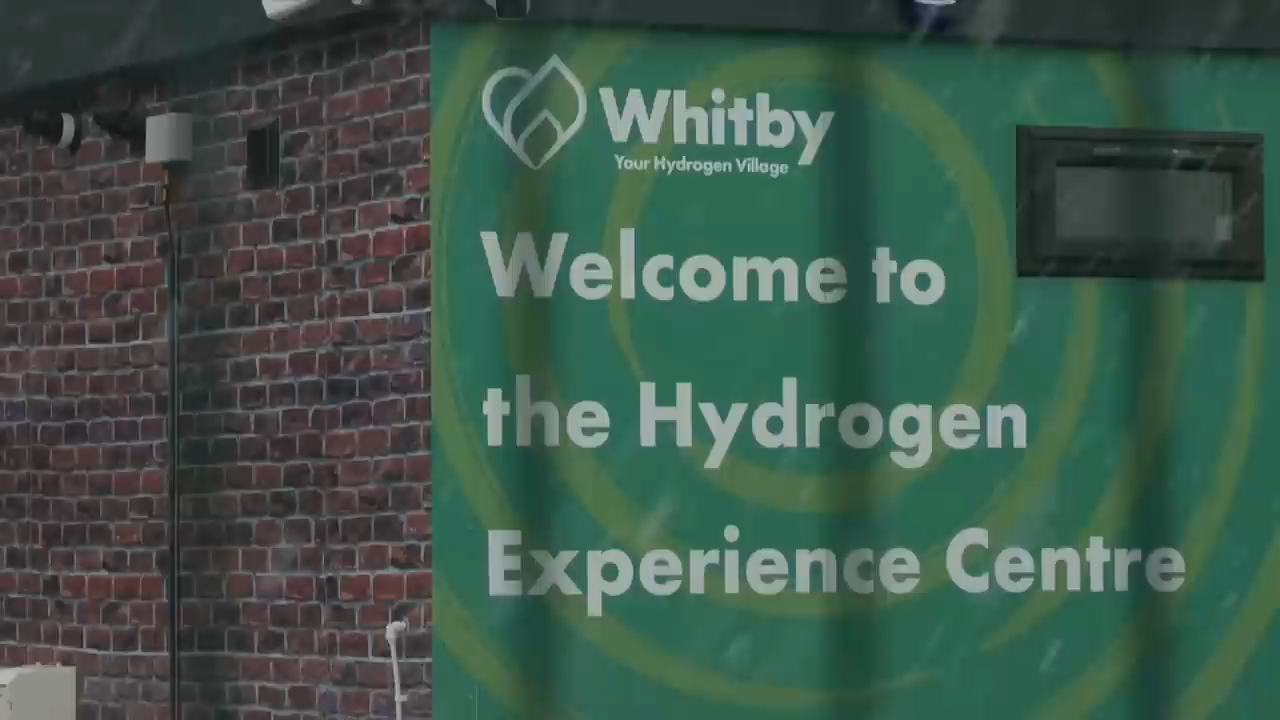 Whitby
Your Hydrogen Village
Welcome to
the Hydrogen
Experience Centre